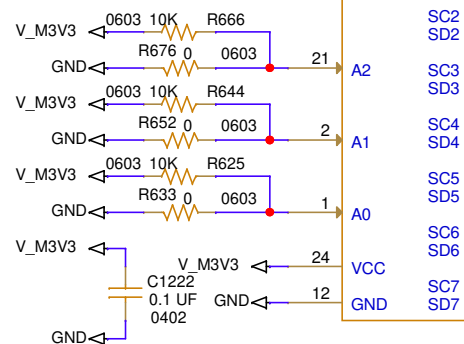 0603 10K R666
V_M3V3
R676 0 0603
GND
21 A2
0603 10K R644
V_M3V3
R652 0 0603
GND
2 A1
0603 10K R625
V_M3V3
R633 0 0603
GND
1 A0
V_M3V3
C1222
0.1 UF
0402
GND
V_M3V3 24 VCC
GND 12 GND
SC2
SD2
SC3
SD3
SC4
SD4
SC5
SD5
SC6
SD6
SC7
SD7